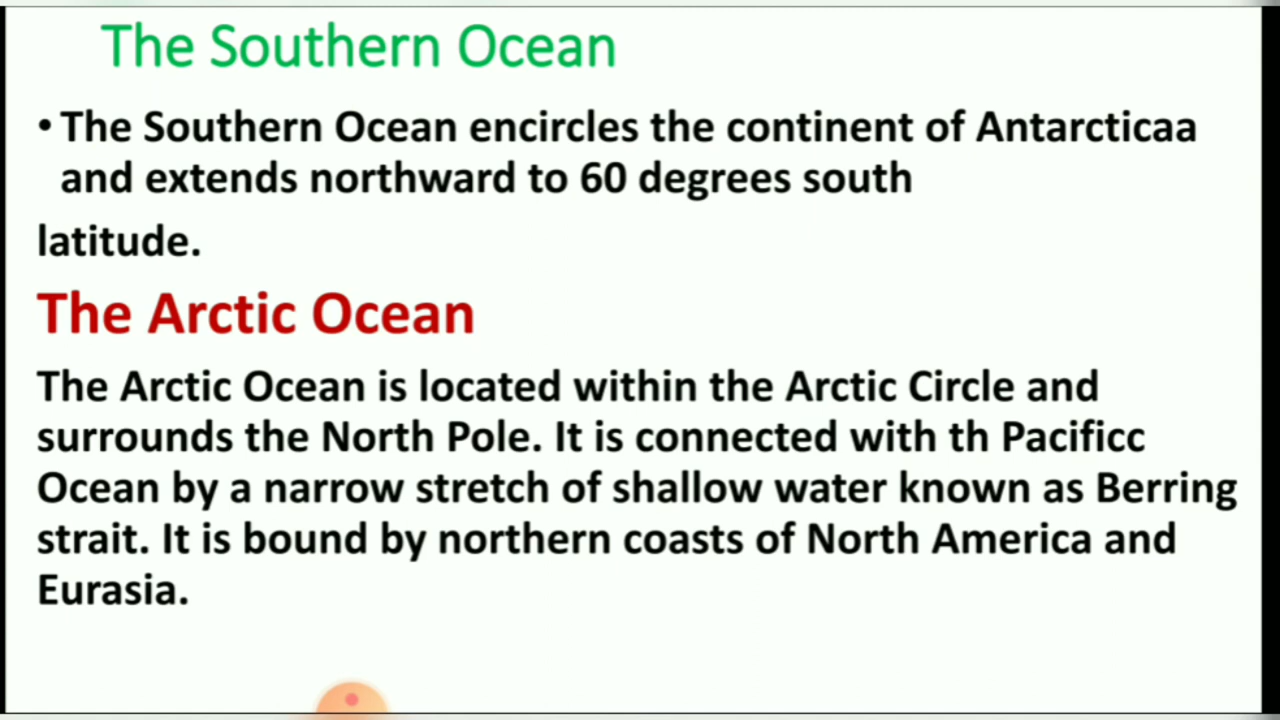 The Southern Ocean
• The Southern Ocean encircles the continent of Antarcticaa
and extends northward to 60 degrees south
latitude.
The Arctic Ocean
The Arctic Ocean is located within the Arctic Circle and
surrounds the North Pole. It is connected with th Pacificc
Ocean by a narrow stretch of shallow water known as Berring
strait. It is bound by northern coasts of North America and
Eurasia.